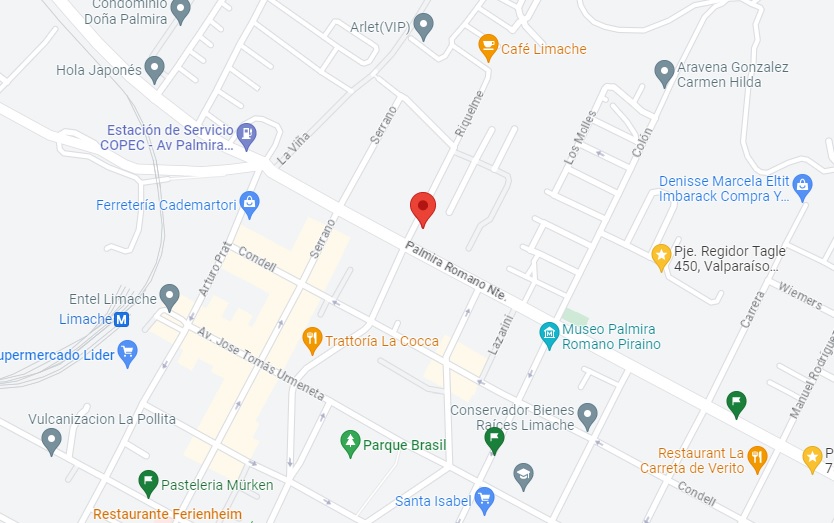 Condominio
Doña Palmira
Arlet(VIP)
Café Limache
Hola Japonés
Aravena Gonzalez
Carmen Hilda
Riquelme
Serrano
Los Molles
Colón
Estación de Servicio
COPEC - Av Palmira...
La Viña
Denisse Marcela Eltit
Imbarack Compra Y...
Ferretería Cademartori
Palmira Romano Nte.
Serrano
Condell
Arturo Prat
Pje. Regidor Tagle
450, Valparaíso...
Wiemers
Carrera
Entel Limache
Limache M
Lazarini
Museo Palmira
Romano Piraino
Trattoría La Cocca
Av. Jose Tomás Urmeneta
upermercado Lider
Manuel Rodríguez
Vulcanizacion La Pollita
Conservador Bienes
Raíces Limache
Parque Brasil
Restaurant La
Carreta de Verito
P
7
Pasteleria Mürken
Condell
Santa Isabel
Restaurante Ferienheim